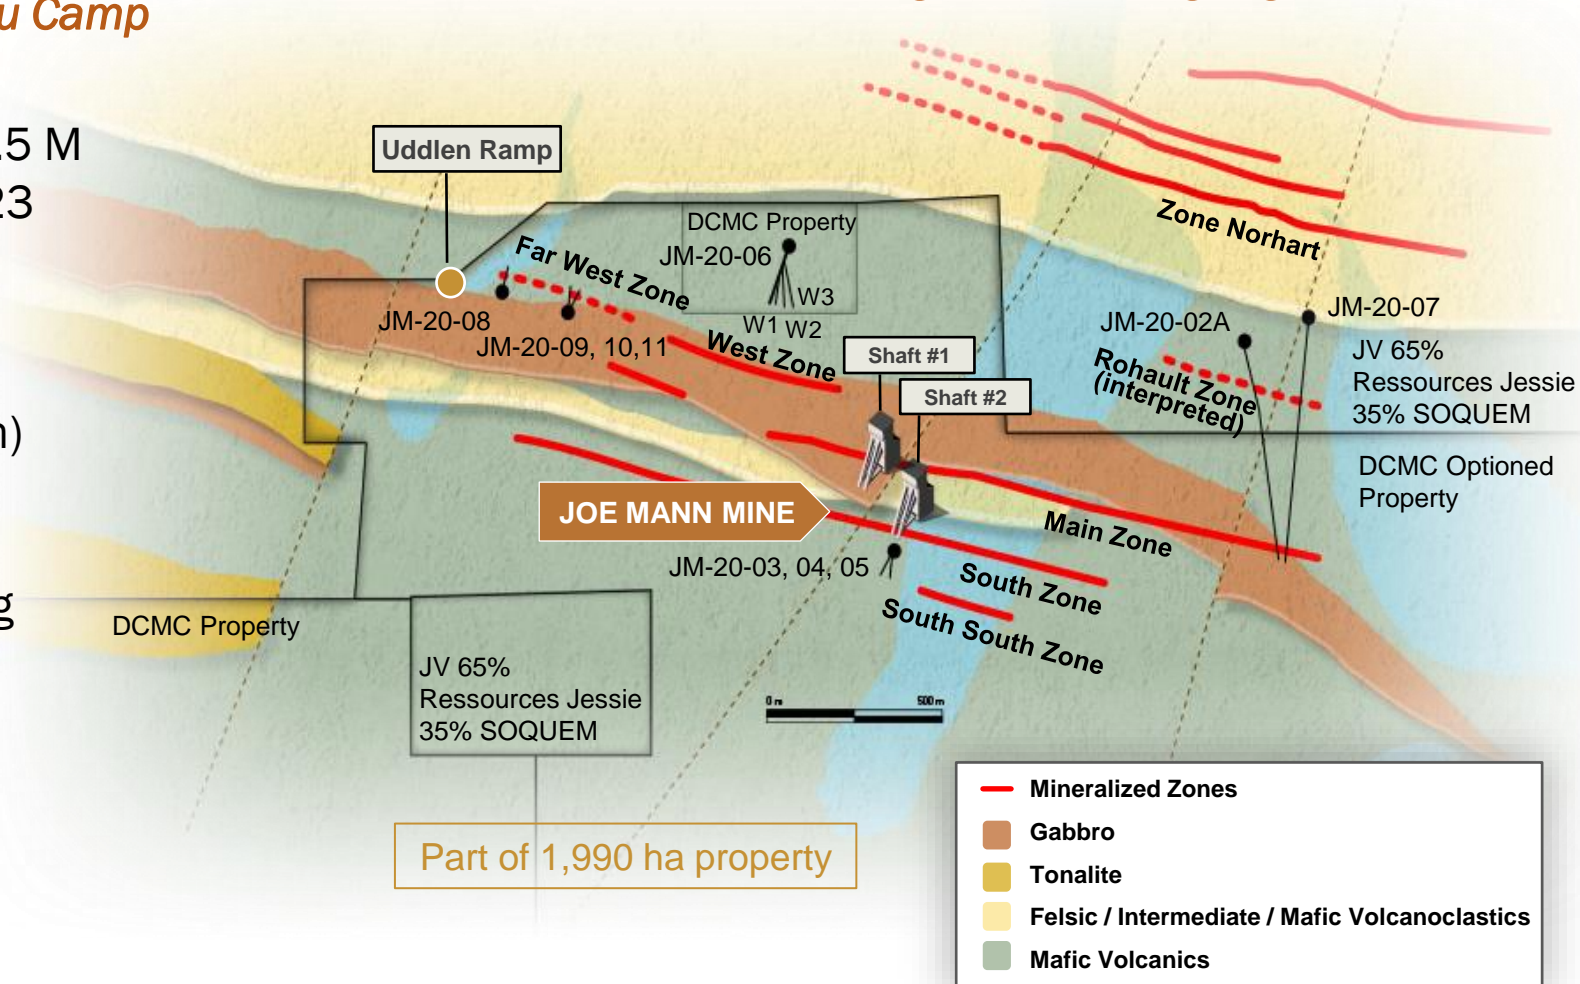 u Camp
.5 M
23
Uddlen Ramp
DCMC Property
Far West Zone
JM-20-06
W3
W1 W2
JM-20-08
JM-20-09, 10,11
West Zone
Shaft #1
Shaft #2
Zone Norhart
JM-20-07
JM-20-02A
Rohault Zone
(interpreted)
JV 65%
Ressources Jessie
35% SOQUEM
DCMC Optioned
Property
JOE MANN MINE
Main Zone
JM-20-03, 04, 05
South Zone
South South Zone
DCMC Property
JV 65%
Ressources Jessie
35% SOQUEM
0 m 500 m
Part of 1,990 ha property
Mineralized Zones
Gabbro
Tonalite
Felsic / Intermediate / Mafic Volcanoclastics
Mafic Volcanics